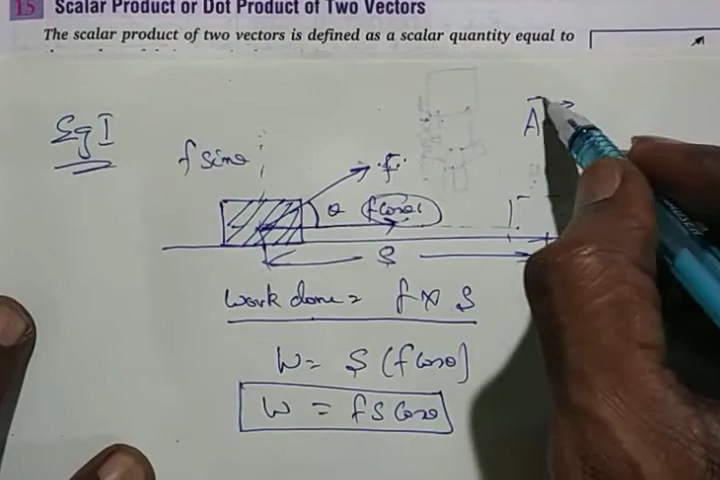 15 Scalar Product or Dot Product of Two Vectors
The scalar product of two vectors is defined as a scalar quantity equal to
Eg I
f sinθ
f
θ
f cosθ
S
A
work done = f × S
W = S (f cosθ)
W = f S cosθ